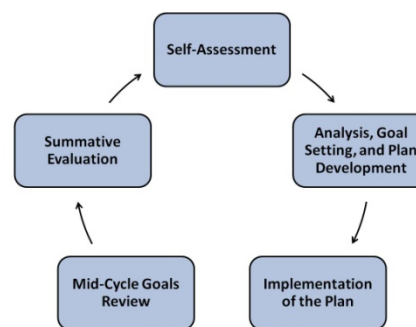 Self-Assessment
Analysis, Goal
Setting, and Plan
Development
Implementation
of the Plan
Mid-Cycle Goals
Review
Summative
Evaluation